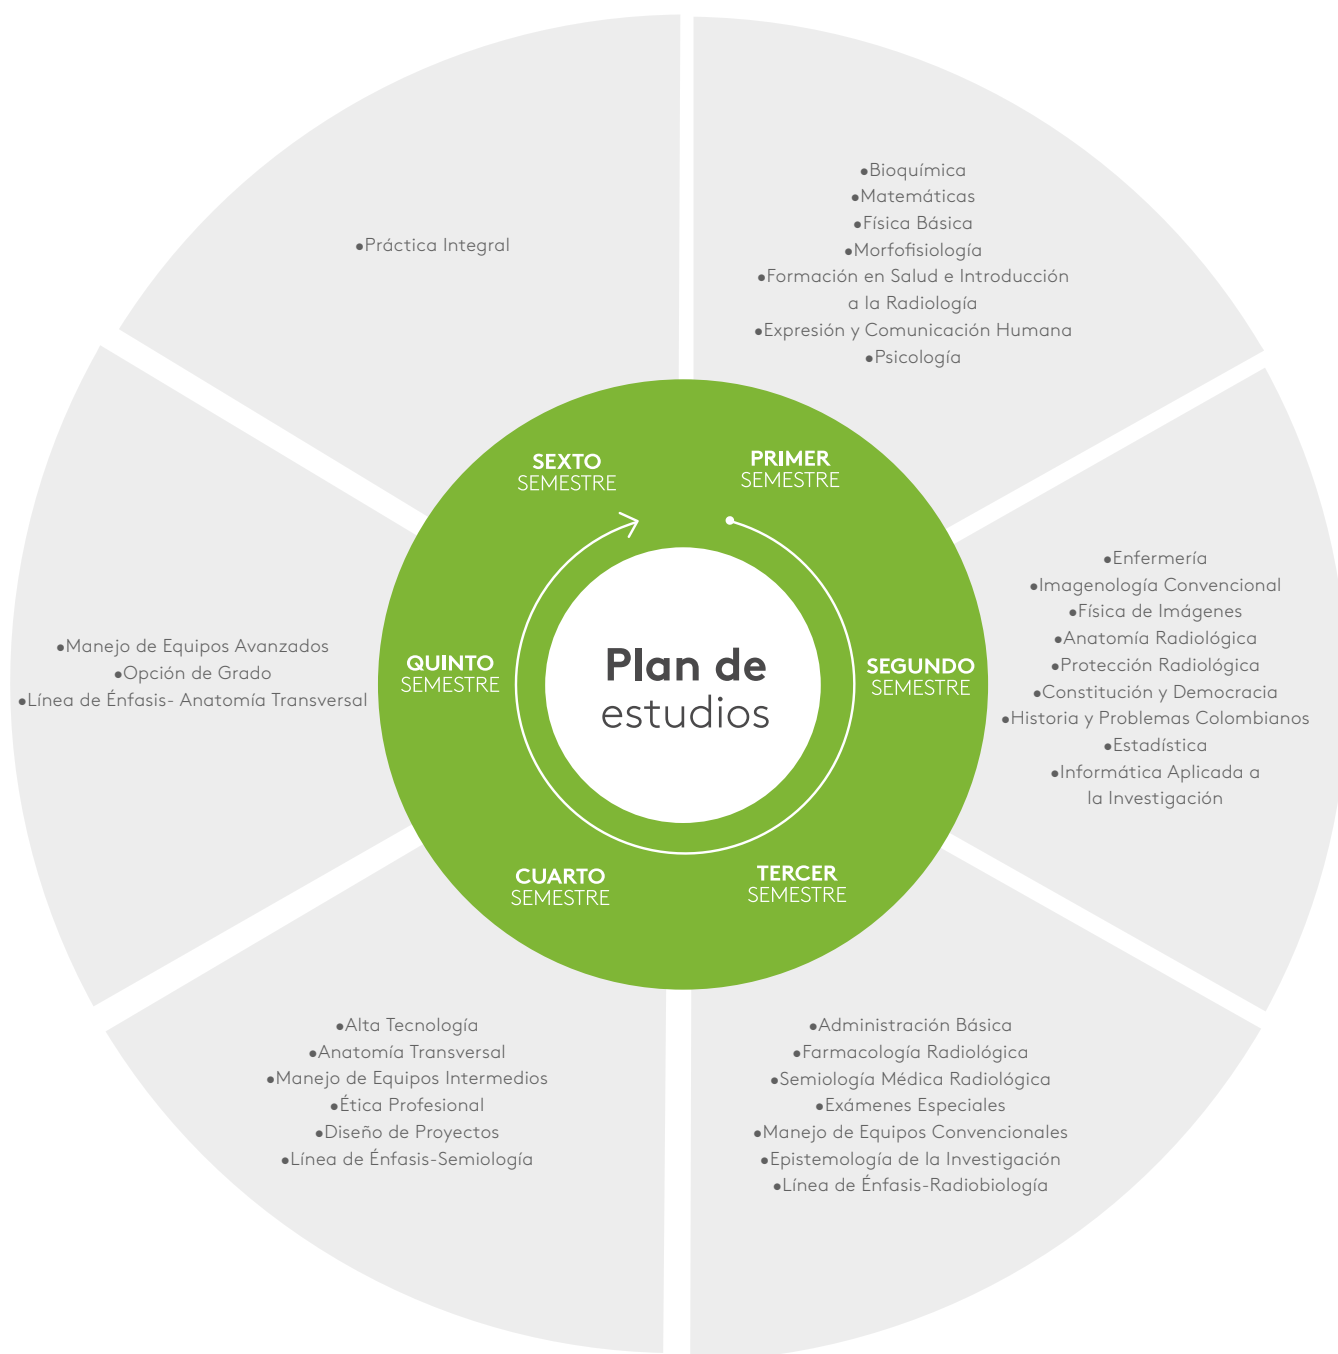 Plan de
estudios
PRIMER
SEMESTRE
•Bioquímica
•Matemáticas
•Física Básica
•Morfofisiología
•Formación en Salud e Introducción
a la Radiología
•Expresión y Comunicación Humana
•Psicología
SEGUNDO
SEMESTRE
•Enfermería
•Imagenología Convencional
•Física de Imágenes
•Anatomía Radiológica
•Protección Radiológica
•Constitución y Democracia
•Historia y Problemas Colombianos
•Estadística
•Informática Aplicada a
la Investigación
TERCER
SEMESTRE
•Administración Básica
•Farmacología Radiológica
•Semiología Médica Radiológica
•Exámenes Especiales
•Manejo de Equipos Convencionales
•Epistemología de la Investigación
•Línea de Énfasis-Radiobiología
CUARTO
SEMESTRE
•Alta Tecnología
•Anatomía Transversal
•Manejo de Equipos Intermedios
•Ética Profesional
•Diseño de Proyectos
•Línea de Énfasis-Semiología
QUINTO
SEMESTRE
•Manejo de Equipos Avanzados
•Opción de Grado
•Línea de Énfasis- Anatomía Transversal
SEXTO
SEMESTRE
•Práctica Integral